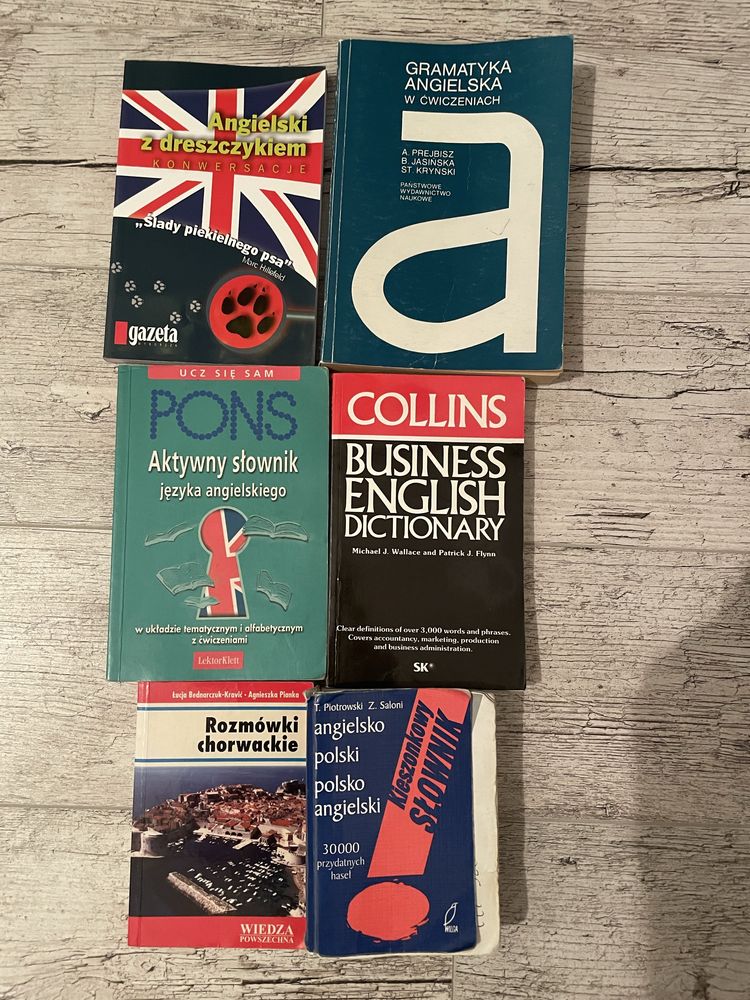 Angielski
z dreszczykiem
KONWERSACJE
„Ślady piekielnego psa"
Marc Hillefeld
gazeta
GRAMATYKA
ANGIELSKA
W ĆWICZENIACH
A. PREJBISZ
B. JASIŃSKA
ST. KRYŃSKI
PAŃSTWOWE
WYDAWNICTWO
NAUKOWE
a
UCZ SIĘ SAM
PONS
Aktywny słownik
języka angielskiego
w układzie tematycznym i alfabetycznym
z ćwiczeniami
LektorKlett
COLLINS
BUSINESS
ENGLISH
DICTIONARY
Michael J. Wallace and Patrick J. Flynn
Clear definitions of over 3,000 words and phrases.
Covers accountancy, marketing, production
and business administration.
SK*
Łucja Bednarczuk-Kravić - Agnieszka Pianka
Rozmówki
chorwackie
WIEDZA
POWSZECHNA
T. Piotrowski Z. Saloni
angielsko
polski
polsko
angielski
Kieszonkowy
SŁOWNIK
30 000
przydatnych
haseł
WILGA